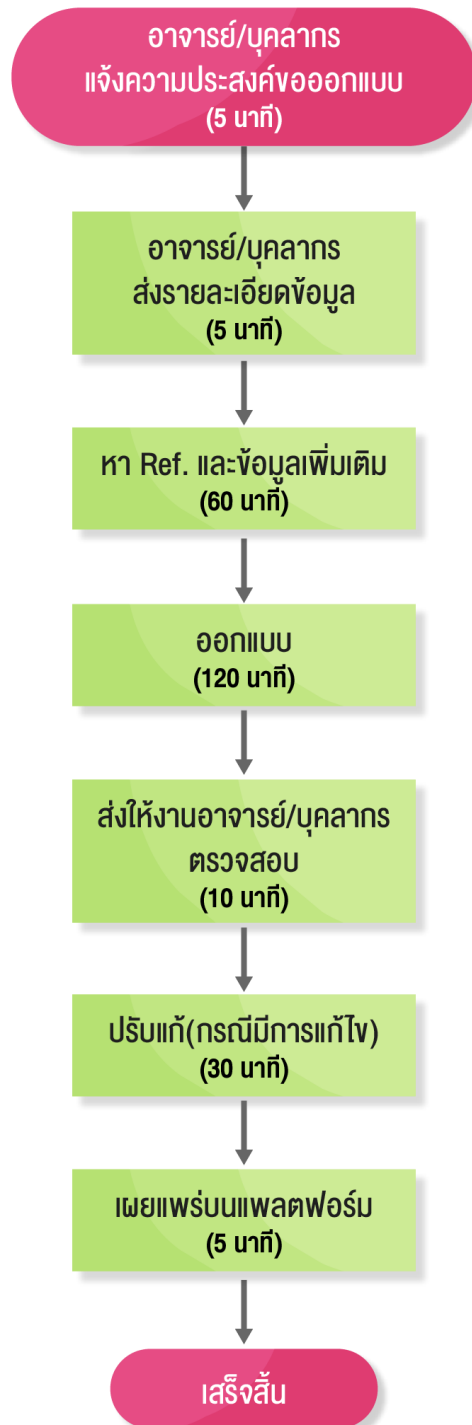 อาจารย์/บุคลากร
แจ้งความประสงค์ขอออกแบบ
(5 นาที)
อาจารย์/บุคลากร
ส่งรายละเอียดข้อมูล
(5 นาที)
หา Ref. และข้อมูลเพิ่มเติม
(60 นาที)
ออกแบบ
(120 นาที)
ส่งให้งานอาจารย์/บุคลากร
ตรวจสอบ
(10 นาที)
ปรับแก้(กรณีมีการแก้ไข)
(30 นาที)
เผยแพร่บนแพลตฟอร์ม
(5 นาที)
เสร็จสิ้น